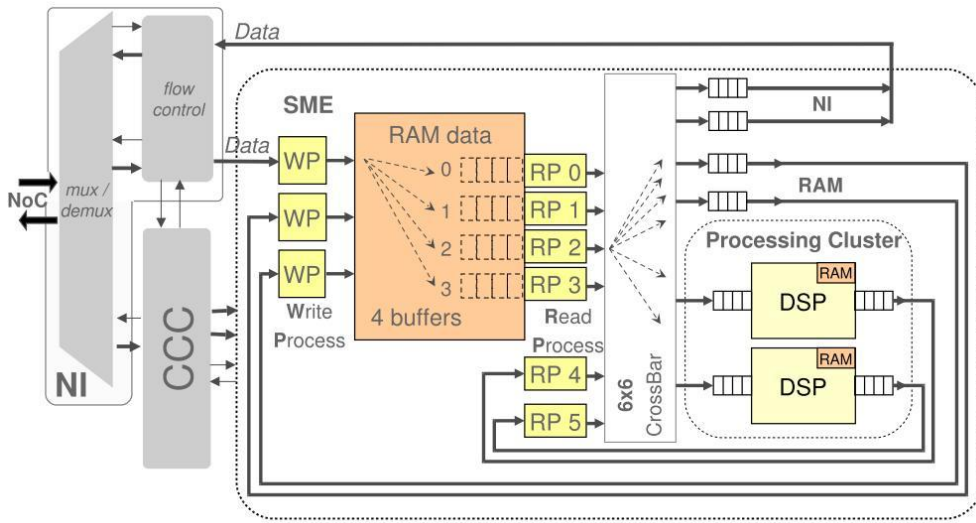 Data
flow
control
SME
NI
RAM data
Data
WP
0
RP 0
mux /
demux
NoC
RAM
WP
1
RP 1
2
RP 2
Processing Cluster
WP
3
RP 3
RAM
DSP
Write
Process
4 buffers
Read
Process
CCC
NI
RP 4
6x6
CrossBar
RAM
DSP
RP 5